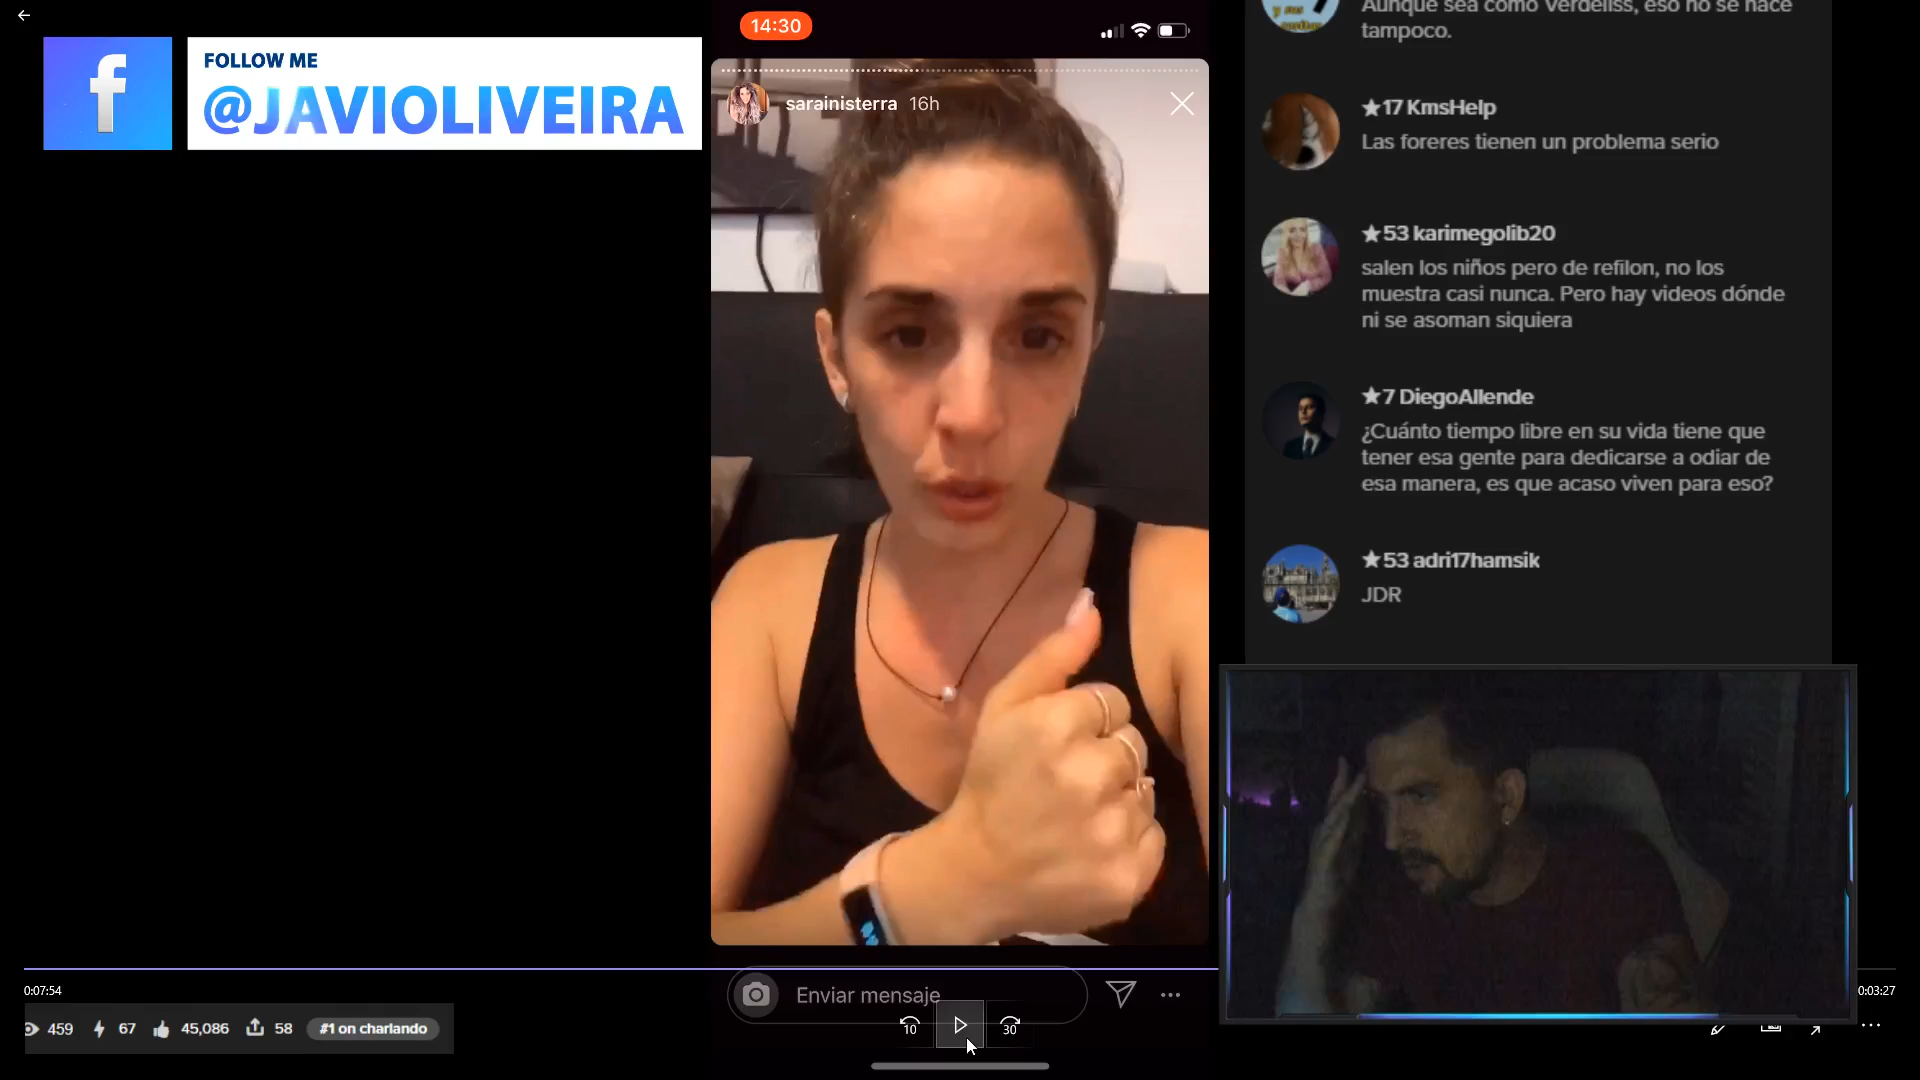 14:30
FOLLOW ME
@JAVIOLIVEIRA
sarainisterra 16h
Aunque sea como Verdeliss, eso no se hace
tampoco.
★17 KmsHelp
Las foreres tienen un problema serio
★53 karimegolib20
salen los niños pero de refilon, no los
muestra casi nunca. Pero hay videos dónde
ni se asoman siquiera
★7 DiegoAllende
¿Cuánto tiempo libre en su vida tiene que
tener esa gente para dedicarse a odiar de
esa manera, es que acaso viven para eso?
★53 adri17hamsik
JDR
0:07:54
0:03:27
Enviar mensaje
459 67 45,086 58 #1 on charlando
10 30